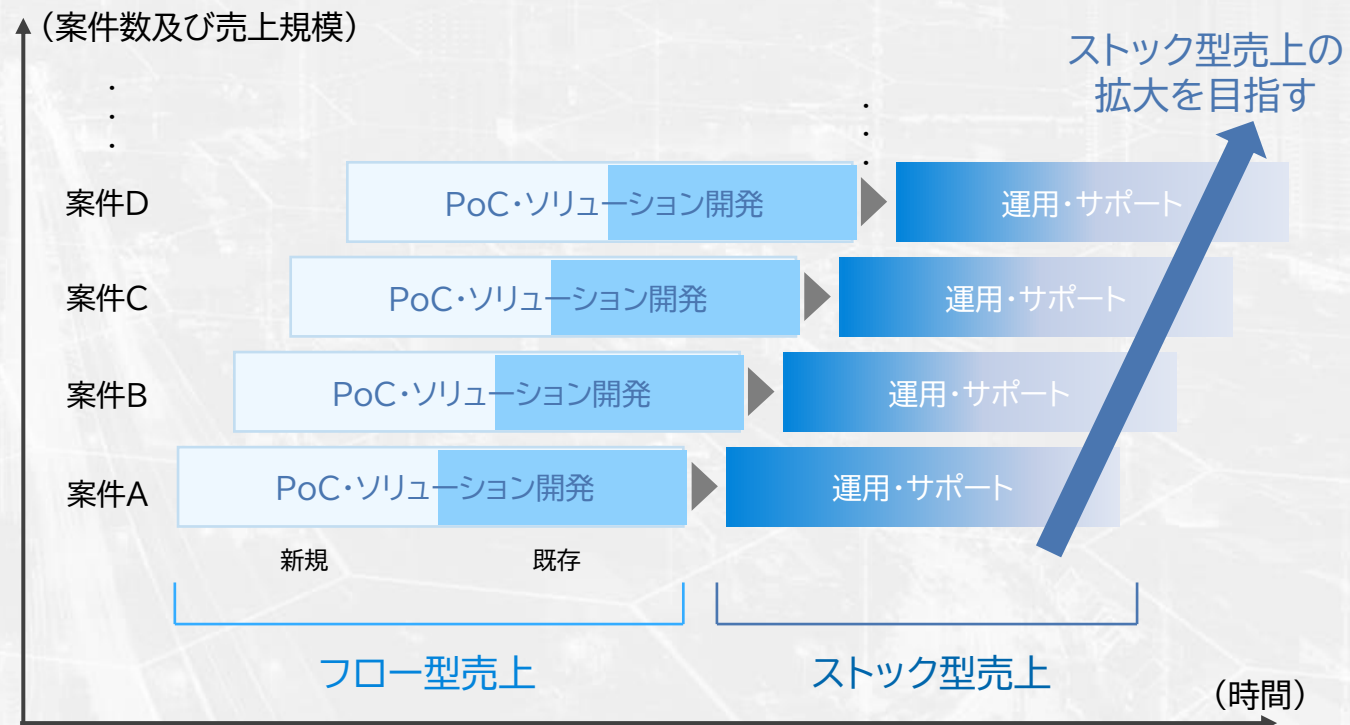 (案件数及び売上規模)
ストック型売上の
拡大を目指す
案件D
PoC・ソリューション開発
運用・サポート
案件C
PoC・ソリューション開発
運用・サポート
案件B
PoC・ソリューション開発
運用・サポート
案件A
PoC・ソリューション開発
運用・サポート
新規
既存
フロー型売上
ストック型売上
(時間)